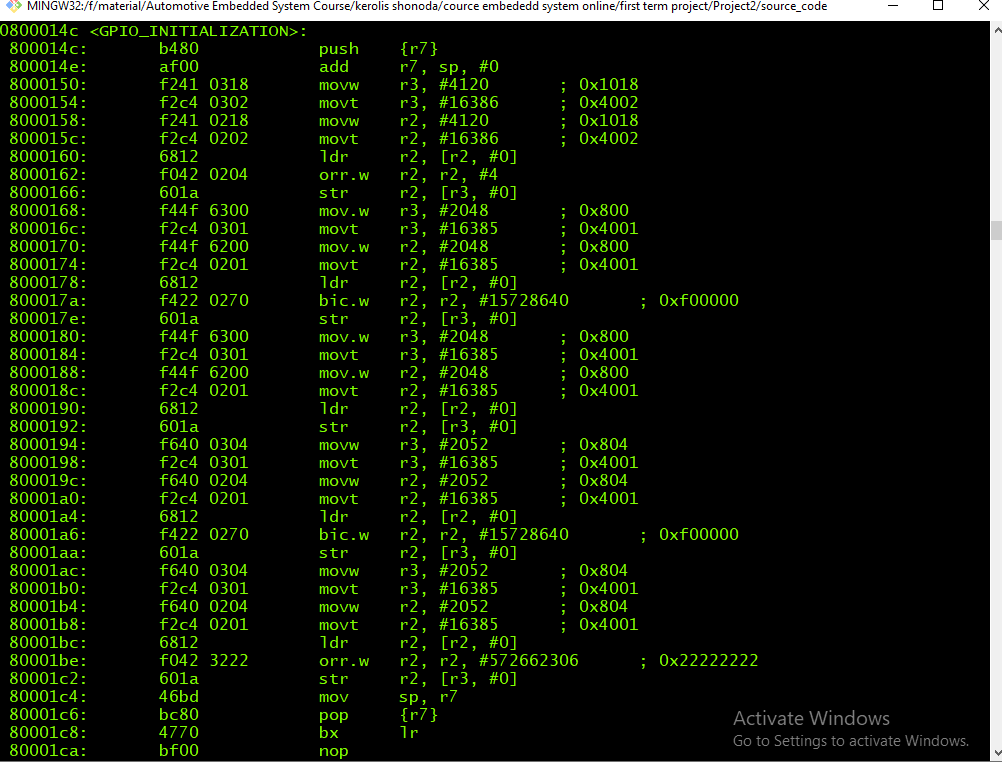 MINGW32:/f/material/Automotive Embedded System Course/kerolis shonoda/cource embededd system online/first term project/Project2/source_code
0800014c <GPIO_INITIALIZATION>:
800014c: b480 push {r7}
800014e: af00 add r7, sp, #0
8000150: f241 0318 movw r3, #4120 ; 0x1018
8000154: f2c4 0302 movt r3, #16386 ; 0x4002
8000158: f241 0218 movw r2, #4120 ; 0x1018
800015c: f2c4 0202 movt r2, #16386 ; 0x4002
8000160: 6812 ldr r2, [r2, #0]
8000162: f042 0204 orr.w r2, r2, #4
8000166: 601a str r2, [r3, #0]
8000168: f44f 6300 mov.w r3, #2048 ; 0x800
800016c: f2c4 0301 movt r3, #16385 ; 0x4001
8000170: f44f 6200 mov.w r2, #2048 ; 0x800
8000174: f2c4 0201 movt r2, #16385 ; 0x4001
8000178: 6812 ldr r2, [r2, #0]
800017a: f422 0270 bic.w r2, r2, #15728640 ; 0xf00000
800017e: 601a str r2, [r3, #0]
8000180: f44f 6300 mov.w r3, #2048 ; 0x800
8000184: f2c4 0301 movt r3, #16385 ; 0x4001
8000188: f44f 6200 mov.w r2, #2048 ; 0x800
800018c: f2c4 0201 movt r2, #16385 ; 0x4001
8000190: 6812 ldr r2, [r2, #0]
8000192: 601a str r2, [r3, #0]
8000194: f640 0304 movw r3, #2052 ; 0x804
8000198: f2c4 0301 movt r3, #16385 ; 0x4001
800019c: f640 0204 movw r2, #2052 ; 0x804
80001a0: f2c4 0201 movt r2, #16385 ; 0x4001
80001a4: 6812 ldr r2, [r2, #0]
80001a6: f422 0270 bic.w r2, r2, #15728640 ; 0xf00000
80001aa: 601a str r2, [r3, #0]
80001ac: f640 0304 movw r3, #2052 ; 0x804
80001b0: f2c4 0301 movt r3, #16385 ; 0x4001
80001b4: f640 0204 movw r2, #2052 ; 0x804
80001b8: f2c4 0201 movt r2, #16385 ; 0x4001
80001bc: 6812 ldr r2, [r2, #0]
80001be: f042 3222 orr.w r2, r2, #572662306 ; 0x22222222
80001c2: 601a str r2, [r3, #0]
80001c4: 46bd mov sp, r7
80001c6: bc80 pop {r7}
80001c8: 4770 bx lr
80001ca: bf00 nop
Activate Windows
Go to Settings to activate Windows.